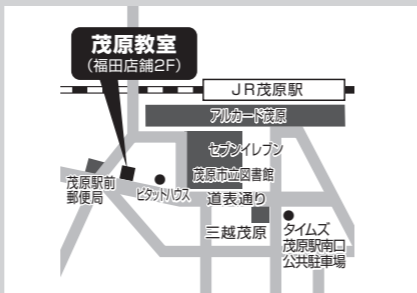 茂原教室
(福田店舗2F)
JR茂原駅
アルカード茂原
セブンイレブン
茂原市立図書館
茂原駅前
郵便局
ピタットハウス
道表通り
三越茂原
タイムズ
茂原駅南口
公共駐車場